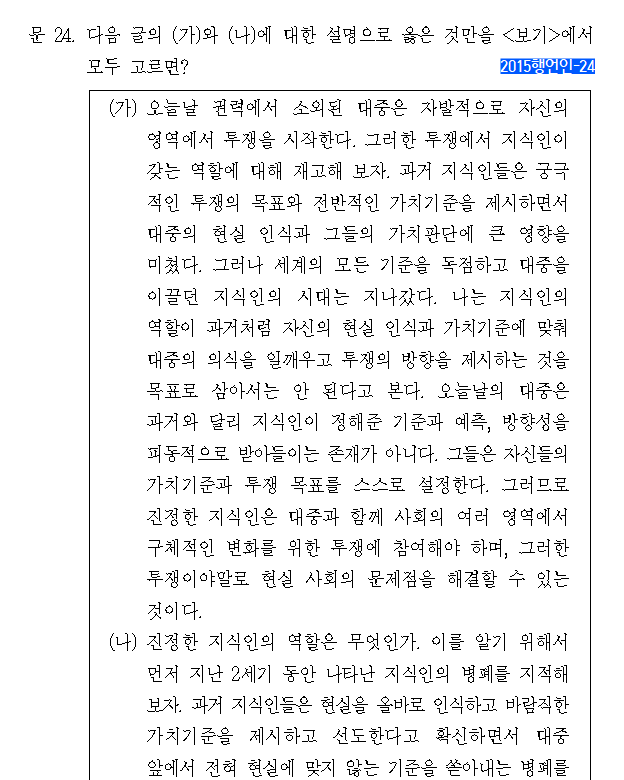 문 24. 다음 글의 (가)와 (나)에 대한 설명으로 옳은 것만을 <보기>에서
모두 고르면?
2015행언인-24
(가) 오늘날 권력에서 소외된 대중은 자발적으로 자신의
영역에서 투쟁을 시작한다. 그러한 투쟁에서 지식인이
갖는 역할에 대해 재고해 보자. 과거 지식인들은 궁극
적인 투쟁의 목표와 전반적인 가치기준을 제시하면서
대중의 현실 인식과 그들의 가치판단에 큰 영향을
미쳤다. 그러나 세계의 모든 기준을 독점하고 대중을
이끌던 지식인의 시대는 지나갔다. 나는 지식인의
역할이 과거처럼 자신의 현실 인식과 가치기준에 맞춰
대중의 의식을 일깨우고 투쟁의 방향을 제시하는 것을
목표로 삼아서는 안 된다고 본다. 오늘날의 대중은
과거와 달리 지식인이 정해준 기준과 예측, 방향성을
피동적으로 받아들이는 존재가 아니다. 그들은 자신들의
가치기준과 투쟁 목표를 스스로 설정한다. 그러므로
진정한 지식인은 대중과 함께 사회의 여러 영역에서
구체적인 변화를 위한 투쟁에 참여해야 하며, 그러한
투쟁이야말로 현실 사회의 문제점을 해결할 수 있는
것이다.
(나) 진정한 지식인의 역할은 무엇인가. 이를 알기 위해서
먼저 지난 2세기 동안 나타난 지식인의 병폐를 지적해
보자. 과거 지식인들은 현실을 올바로 인식하고 바람직한
가치기준을 제시하고 선도한다고 확신하면서 대중
앞에서 전혀 현실에 맞지 않는 기준을 쏟아내는 병폐를